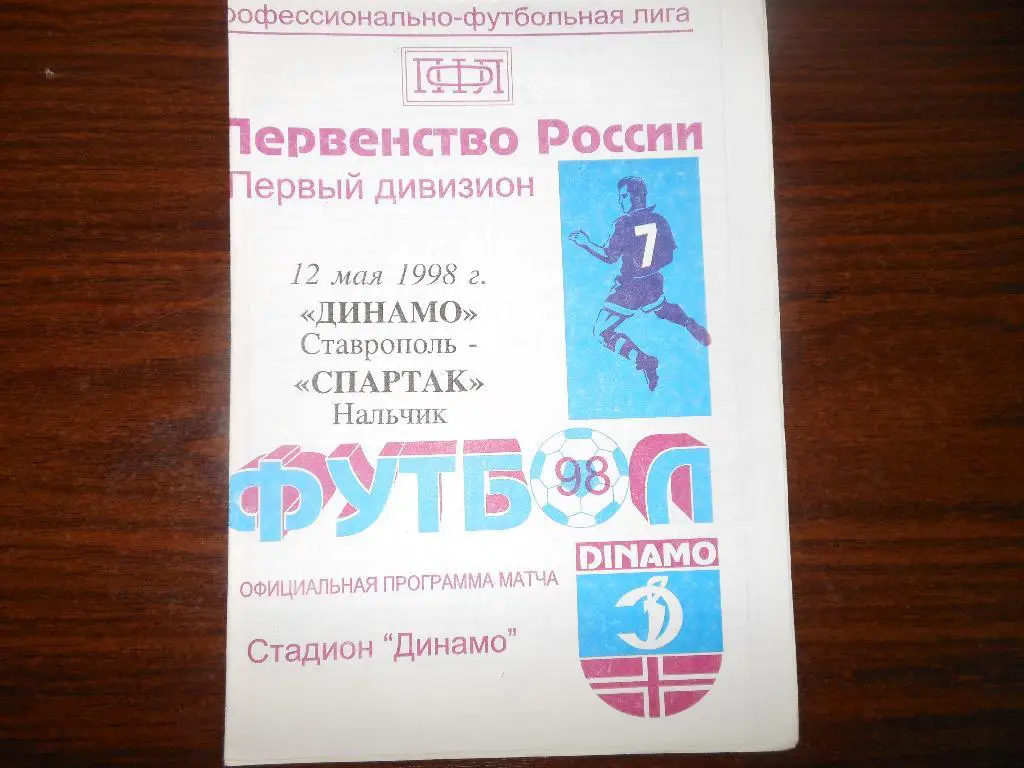 рофессионально-футбольная лига
ПФЛ
Первенство России
Первый дивизион
7
12 мая 1998 г.
«ДИНАМО»
Ставрополь -
«СПАРТАК»
Нальчик
ФУТБОЛ
98
DINAMO
Д
ОФИЦИАЛЬНАЯ ПРОГРАММА МАТЧА
Стадион "Динамо"